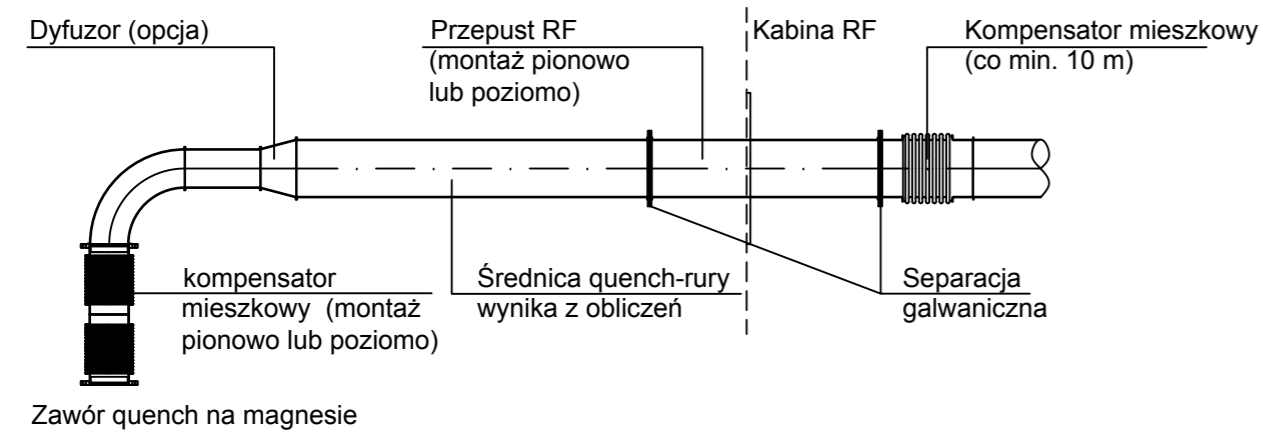 Dyfuzor (opcja)
Przepust RF
(montaż pionowo
lub poziomo)
Kabina RF
Kompensator mieszkowy
(co min. 10 m)
kompensator
mieszkowy (montaż
pionowo lub poziomo)
Średnica quench-rury
wynika z obliczeń
Separacja
galwaniczna
Zawór quench na magnesie